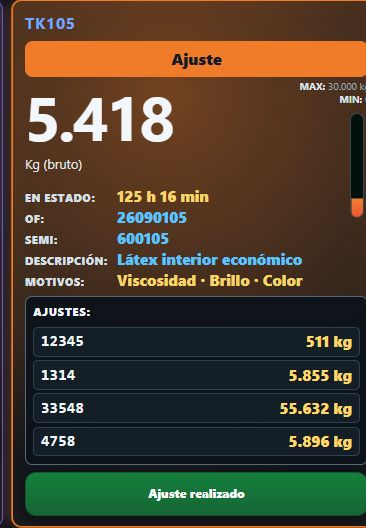 TK105
Ajuste
MAX: 30.000 kg
5.418
MIN:
Kg (bruto)
EN ESTADO: 125 h 16 min
OF: 26090105
SEMI: 600105
DESCRIPCIÓN: Látex interior económico
MOTIVOS: Viscosidad · Brillo · Color
AJUSTES:
12345 511 kg
1314 5.855 kg
33548 55.632 kg
4758 5.896 kg
Ajuste realizado